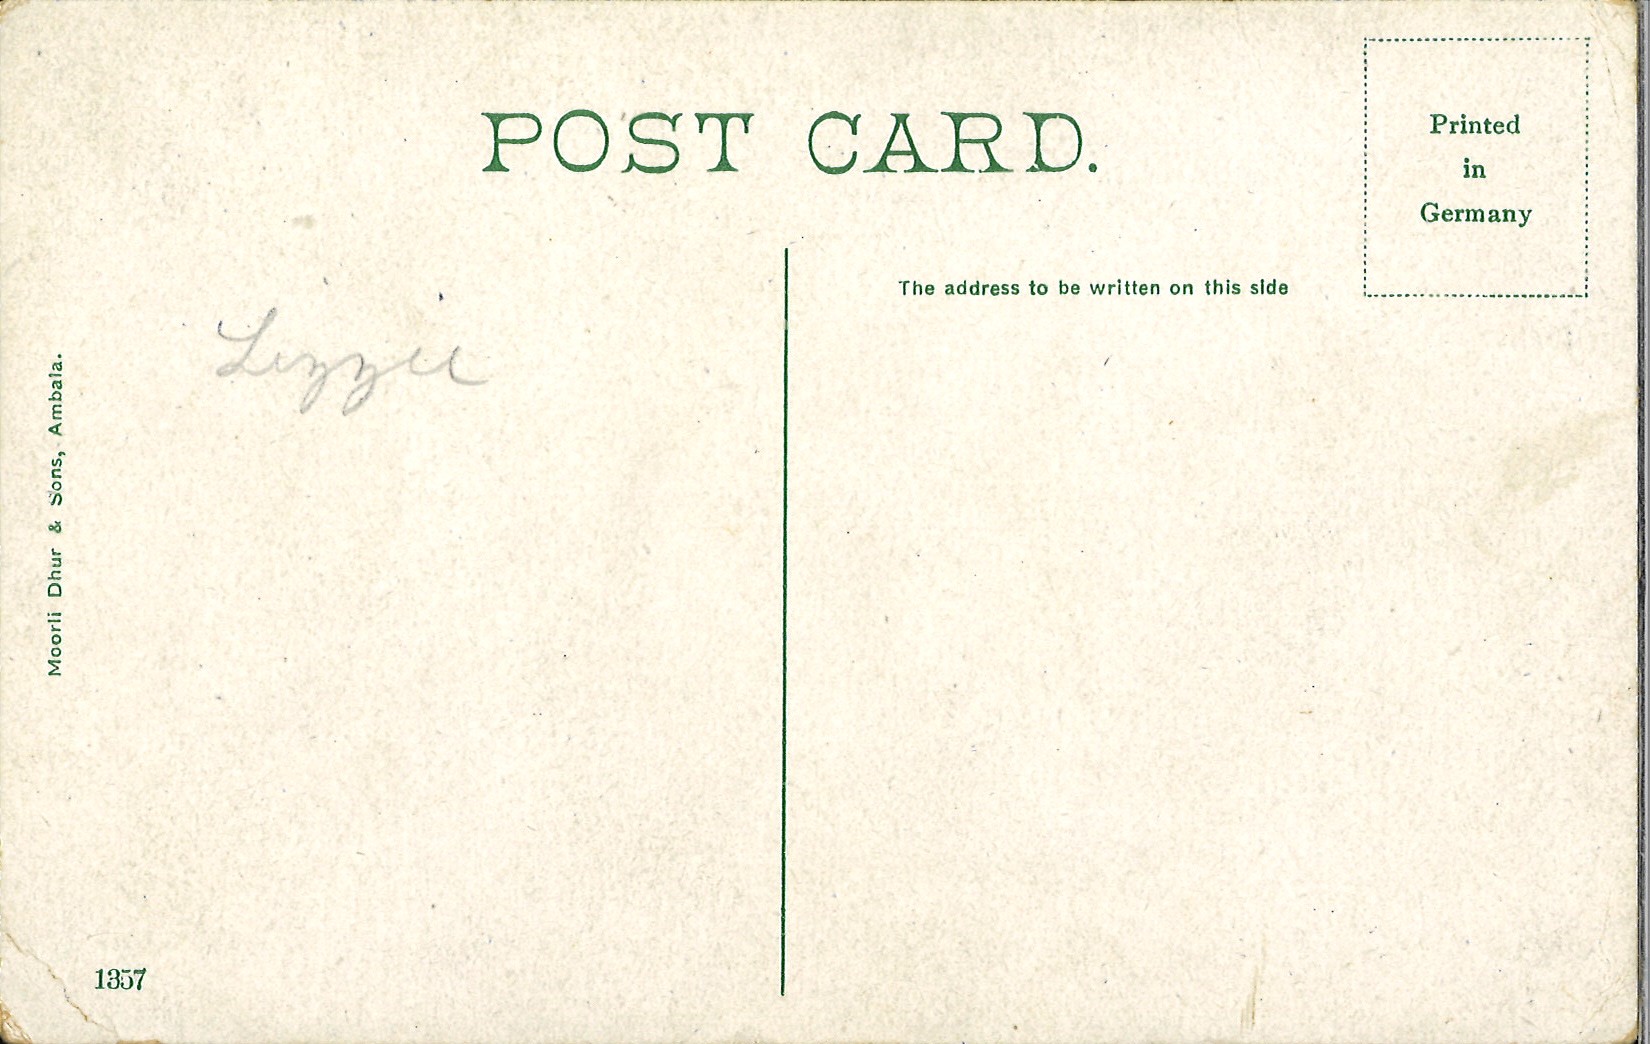 POST CARD.
Printed
in
Germany
The address to be written on this side
Lizzie
Moorli Dhur & Sons, Ambala.
1357